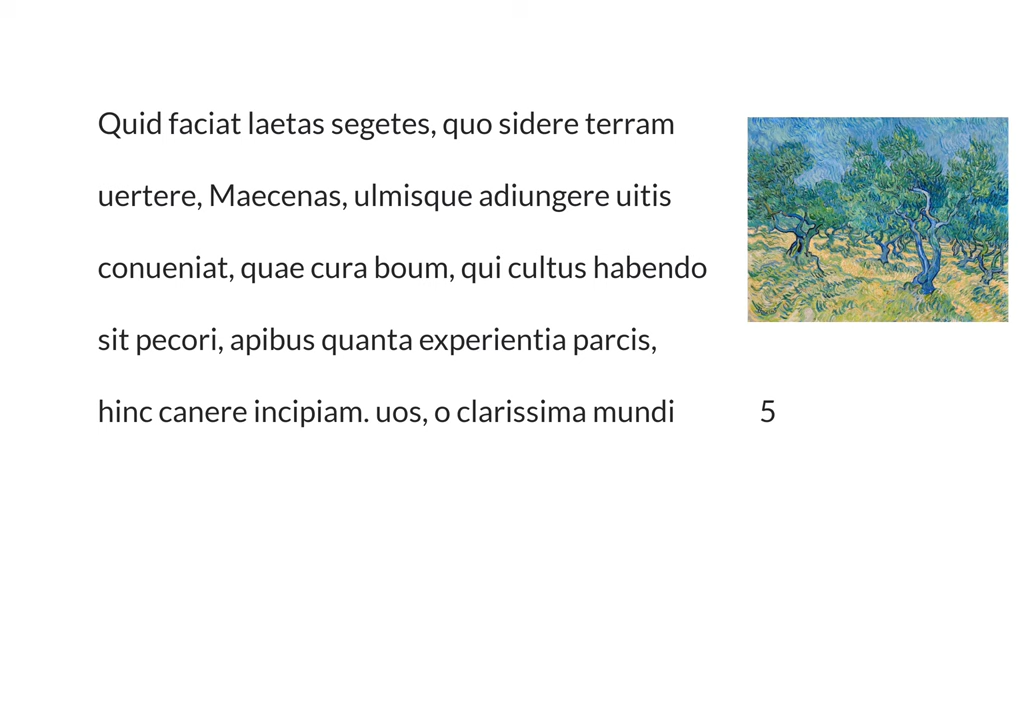 Quid faciat laetas segetes, quo sidere terram
uertere, Maecenas, ulmisque adiungere uitis
conueniat, quae cura boum, qui cultus habendo
sit pecori, apibus quanta experientia parcis,
hinc canere incipiam. uos, o clarissima mundi 5